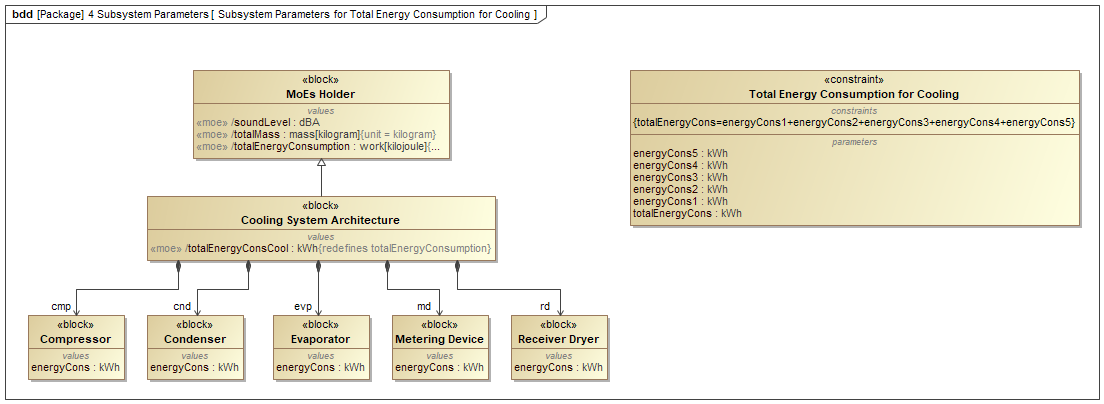 bdd [Package] 4 Subsystem Parameters [ Subsystem Parameters for Total Energy Consumption for Cooling ]
«block»
MoEs Holder
values
«moe» /soundLevel : dBA
«moe» /totalMass : mass[kilogram]{unit = kilogram}
«moe» /totalEnergyConsumption : work[kilojoule]{...
«constraint»
Total Energy Consumption for Cooling
constraints
{totalEnergyCons=energyCons1+energyCons2+energyCons3+energyCons4+energyCons5}
parameters
energyCons5 : kWh
energyCons4 : kWh
energyCons3 : kWh
energyCons2 : kWh
energyCons1 : kWh
totalEnergyCons : kWh
«block»
Cooling System Architecture
values
«moe» /totalEnergyConsCool : kWh{redefines totalEnergyConsumption}
cmp
cnd
evp
md
rd
«block»
Compressor
values
energyCons : kWh
«block»
Condenser
values
energyCons : kWh
«block»
Evaporator
values
energyCons : kWh
«block»
Metering Device
values
energyCons : kWh
«block»
Receiver Dryer
values
energyCons : kWh